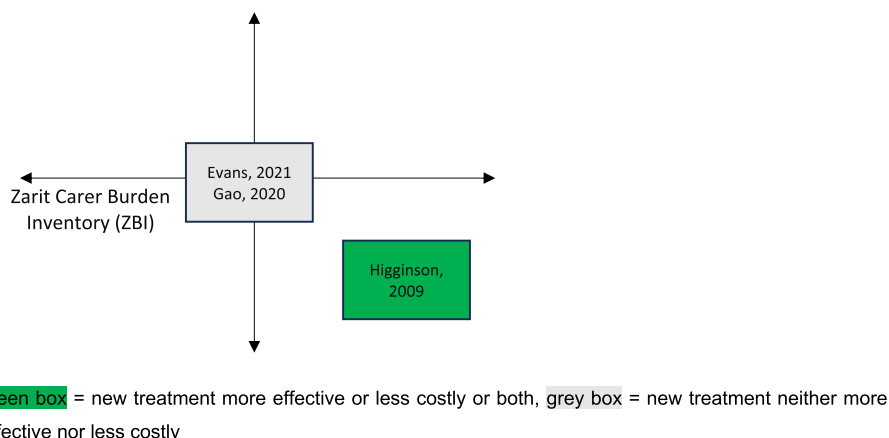 Evans, 2021
Gao, 2020
Zarit Carer Burden
Inventory (ZBI)
Higginson,
2009
een box = new treatment more effective or less costly or both, grey box = new treatment neither more
fective nor less costly